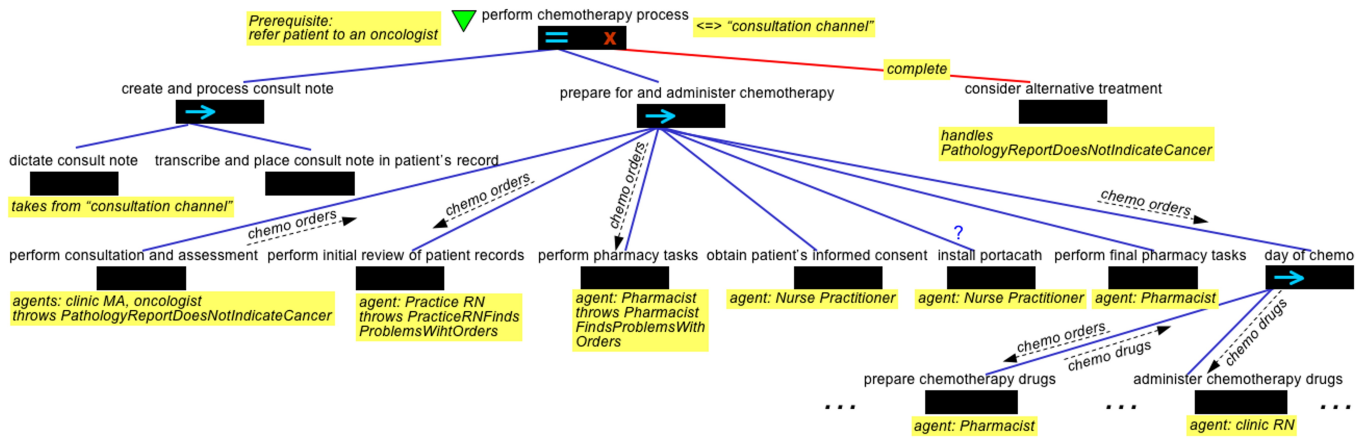 Prerequisite:
refer patient to an oncologist
perform chemotherapy process
<=> “consultation channel”
X
complete
create and process consult note
prepare for and administer chemotherapy
consider alternative treatment
handles
PathologyReportDoesNotIndicateCancer
dictate consult note
transcribe and place consult note in patient's record
takes from “consultation channel”
chemo orders
chemo orders
chemo orders
chemo orders
?
perform consultation and assessment
perform initial review of patient records
perform pharmacy tasks
obtain patient's informed consent
install portacath
perform final pharmacy tasks
day of chemo
agents: clinic MA, oncologist
throws PathologyReportDoesNotIndicateCancer
agent: Practice RN
throws PracticeRNFinds
ProblemsWihtOrders
agent: Pharmacist
throws Pharmacist
FindsProblemsWith
Orders
agent: Nurse Practitioner
agent: Nurse Practitioner
agent: Pharmacist
chemo orders
chemo drugs
chemo drugs
prepare chemotherapy drugs
administer chemotherapy drugs
...
...
...
agent: Pharmacist
agent: clinic RN